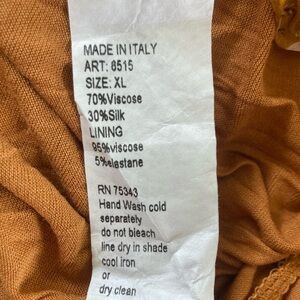 MADE IN ITALY
ART: 8515
SIZE: XL
70%Viscose
30%Silk
LINING
95%viscose
5%elastane
RN 75343
Hand Wash cold
separately
do not bleach
line dry in shade
cool iron
or
dry clean